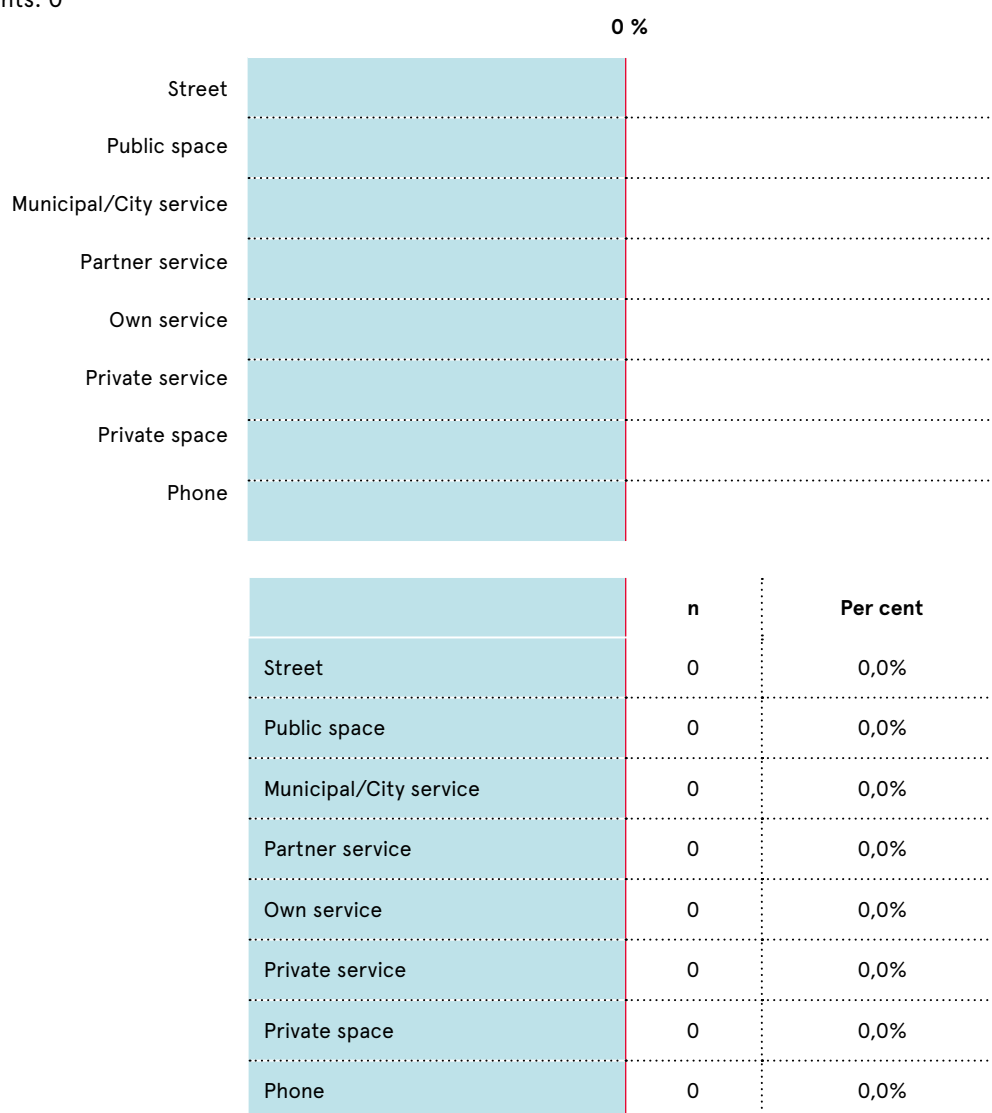 0 %
Street
Public space
Municipal/City service
Partner service
Own service
Private service
Private space
Phone
n Per cent
Street 0 0,0%
Public space 0 0,0%
Municipal/City service 0 0,0%
Partner service 0 0,0%
Own service 0 0,0%
Private service 0 0,0%
Private space 0 0,0%
Phone 0 0,0%